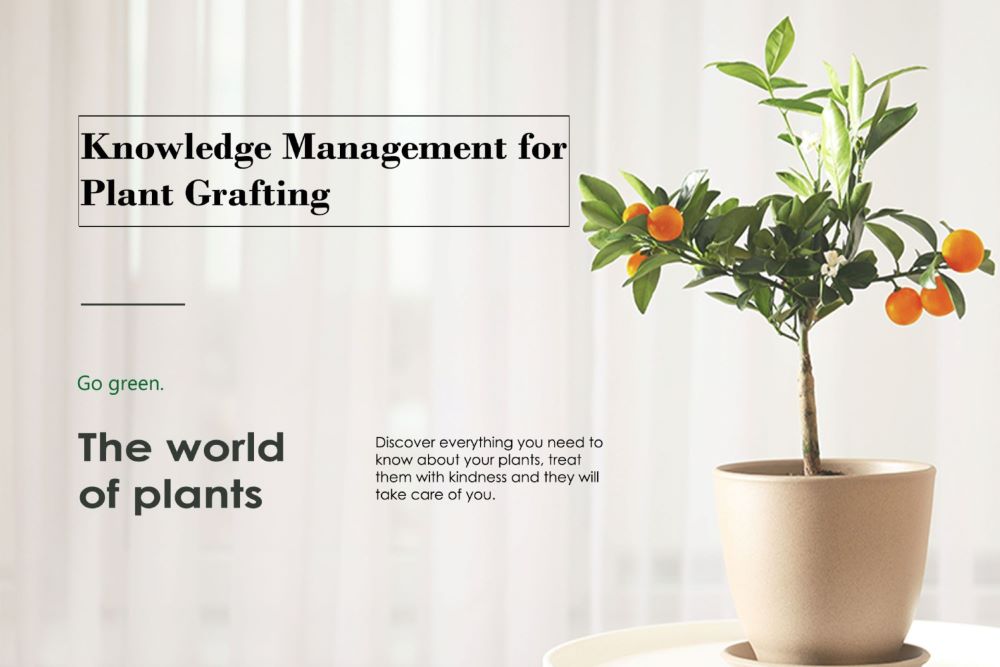 Knowledge Management for
Plant Grafting
Go green.
The world
of plants
Discover everything you need to
know about your plants, treat
them with kindness and they will
take care of you.